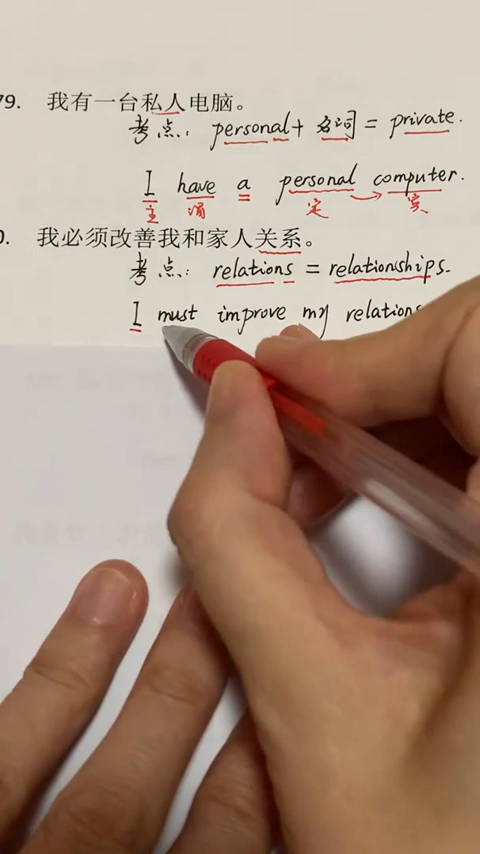 79. 我有一台私人电脑。
考点: personal + 名词 = private.
I have a personal computer.
主 谓 定 宾
0. 我必须改善我和家人关系。
考点: relations = relationships.
I must improve my relations